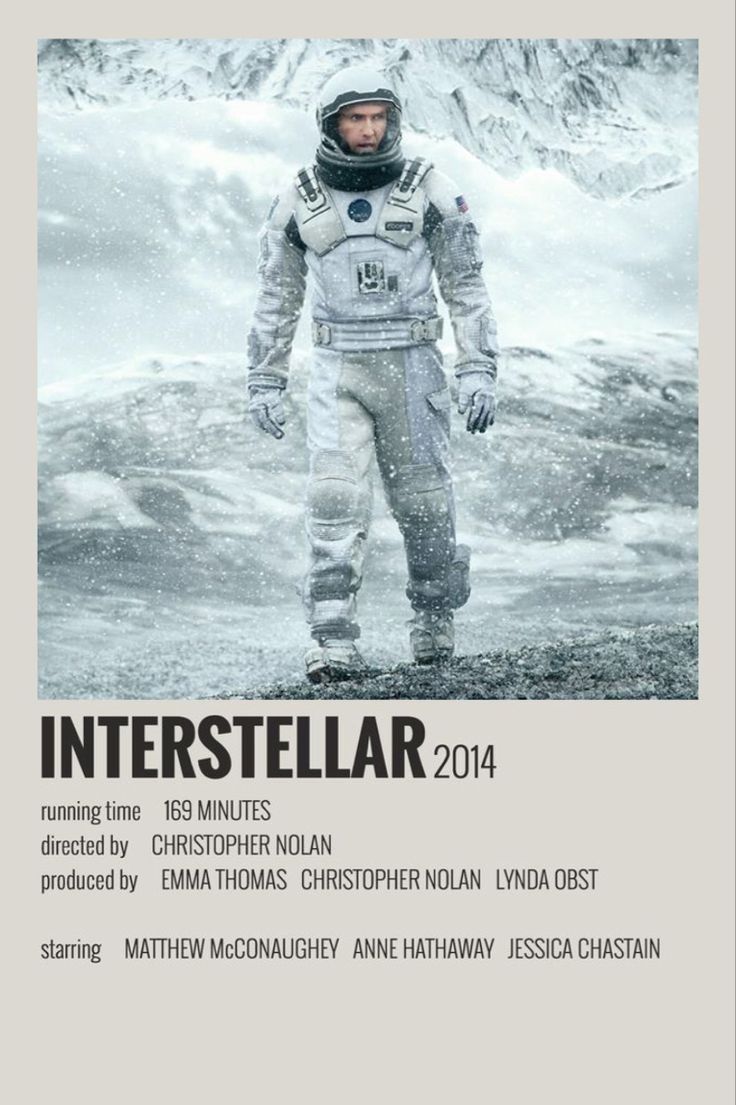 INTERSTELLAR 2014
running time 169 MINUTES
directed by CHRISTOPHER NOLAN
produced by EMMA THOMAS CHRISTOPHER NOLAN LYNDA OBST
starring MATTHEW McCONAUGHEY ANNE HATHAWAY JESSICA CHASTAIN